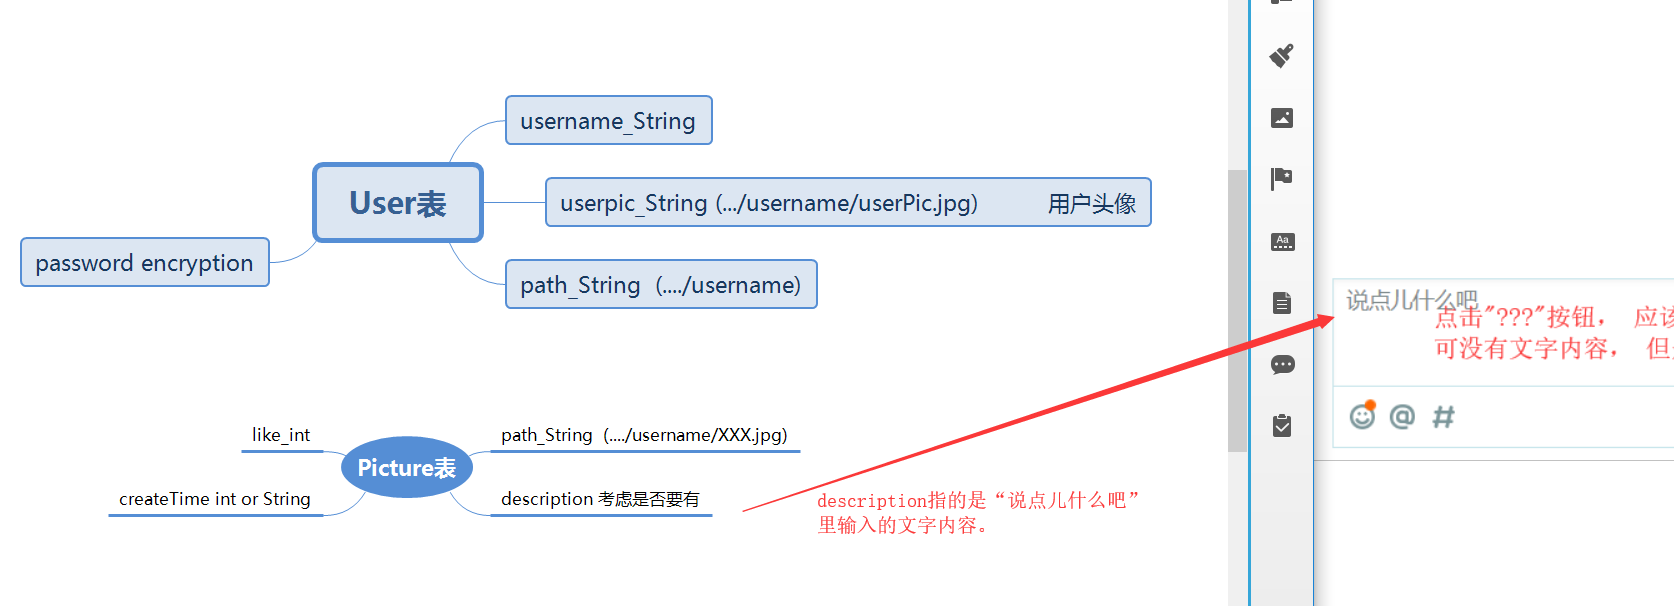 username_String
User表
userpic_String (.../username/userPic.jpg) 用户头像
password encryption
path_String (..../username)
like_int
path_String (..../username/XXX.jpg)
Picture表
createTime int or String
description 考虑是否要有
description指的是“说点儿什么吧”
里输入的文字内容。
Aa
说点儿什么吧
点击"???"按钮， 应该
可没有文字内容， 但
@
#